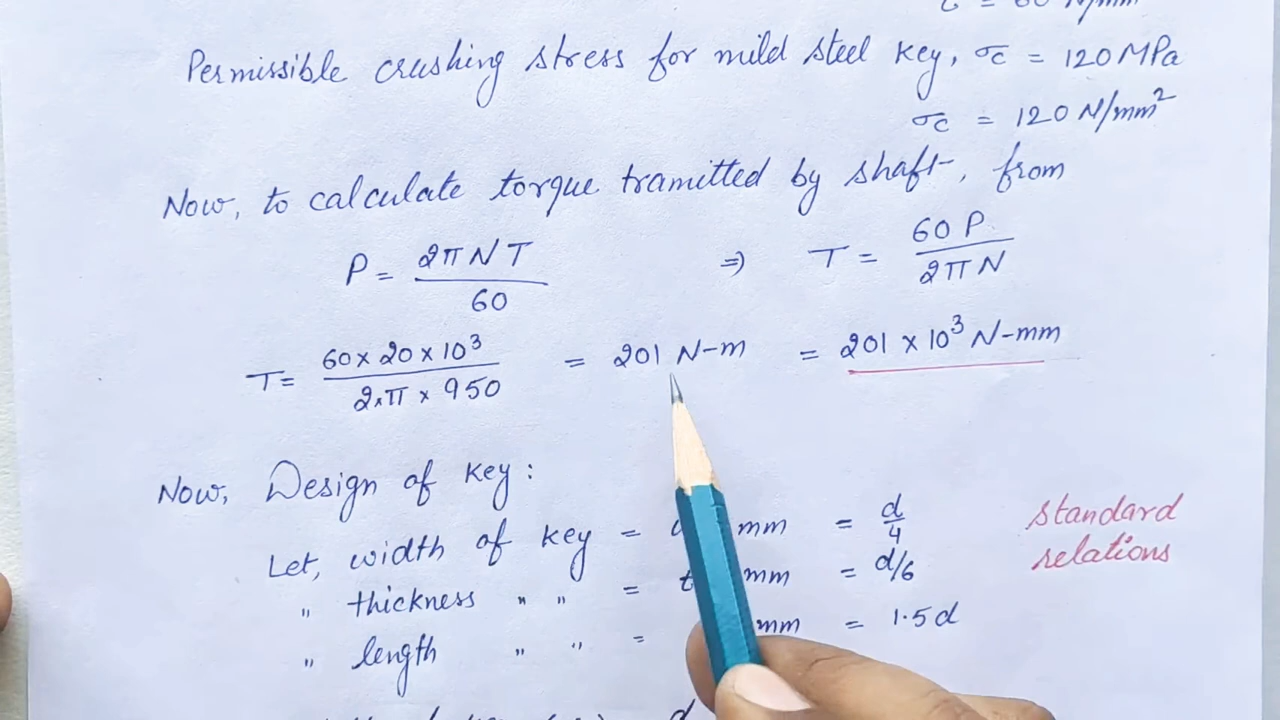 Permissible crushing stress for mild steel key, σc = 120 MPa
σc = 120 N/mm²
Now, to calculate torque tramitted by shaft, from
P = 2πNT / 60 ⇒ T = 60 P / 2πN
T = 60 × 20 × 10³ / 2×π × 950 = 201 N-m = 201 × 10³ N-mm
Now, Design of key:
Let, width of key = mm = d/4
" thickness " " = t mm = d/6
" length " " = mm = 1.5d
standard
relations